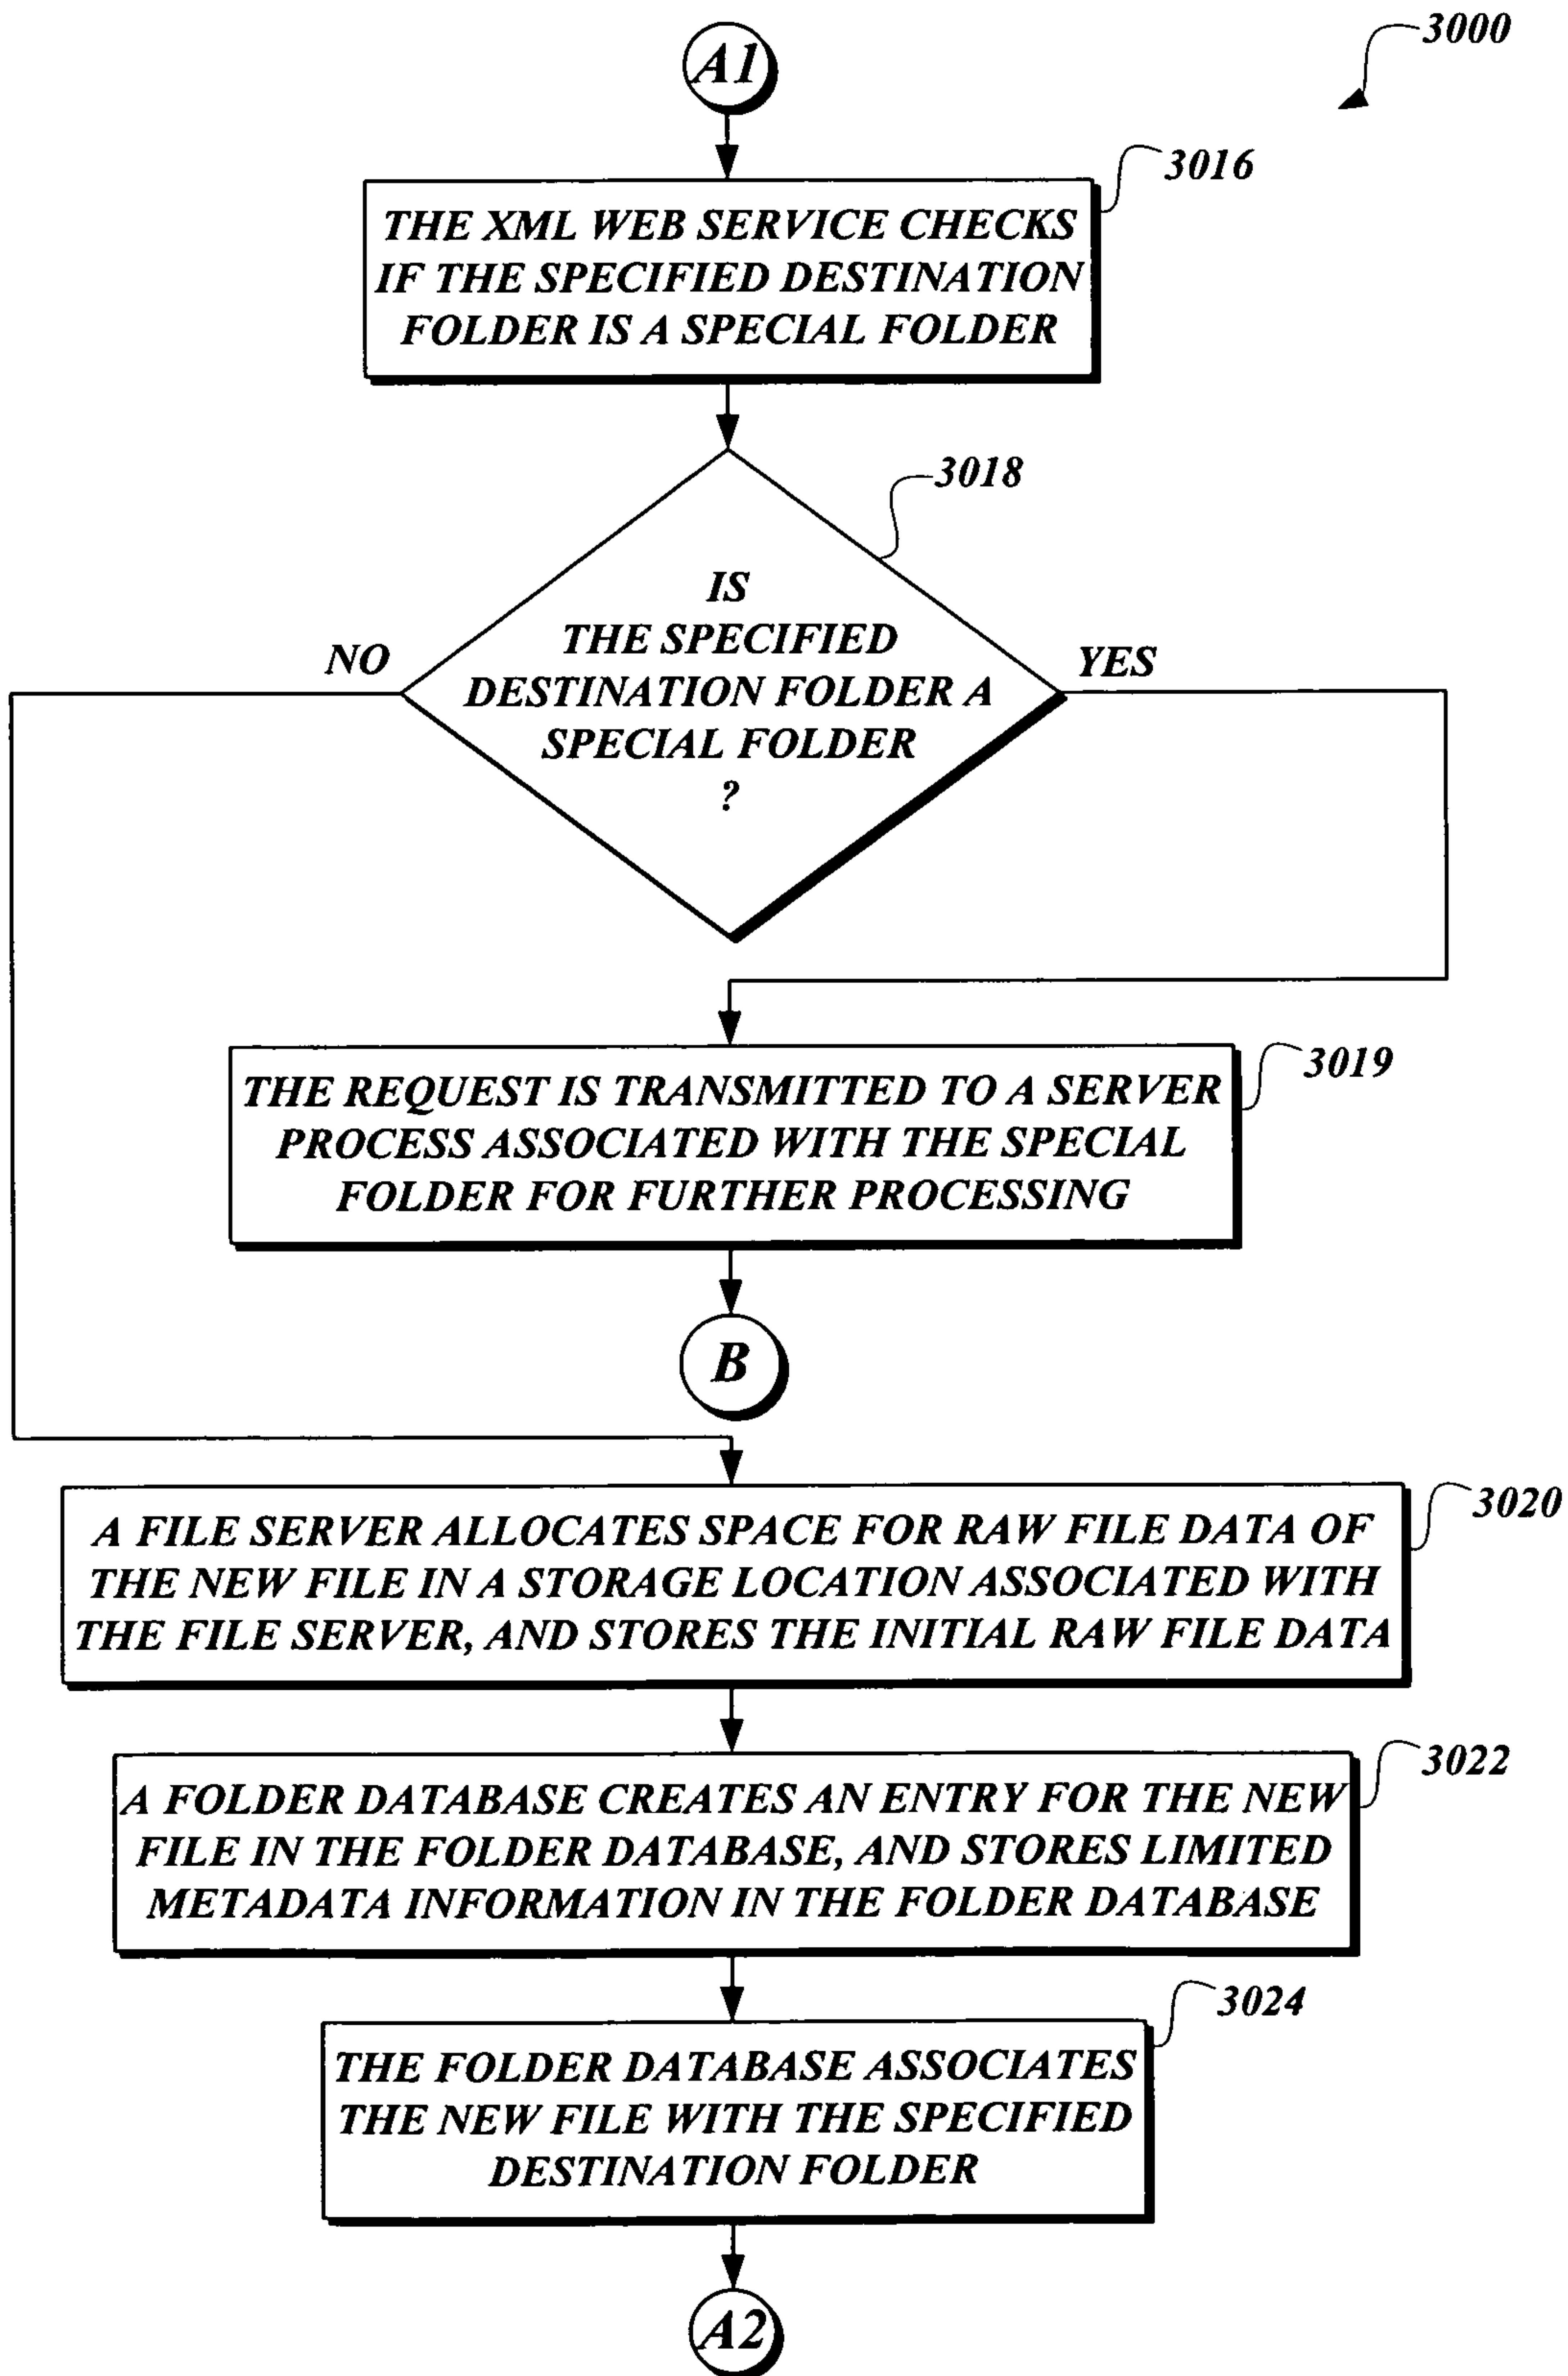 3000
A1
3016
THE XML WEB SERVICE CHECKS
IF THE SPECIFIED DESTINATION
FOLDER IS A SPECIAL FOLDER
3018
IS
THE SPECIFIED
DESTINATION FOLDER A
SPECIAL FOLDER
?
NO
YES
3019
THE REQUEST IS TRANSMITTED TO A SERVER
PROCESS ASSOCIATED WITH THE SPECIAL
FOLDER FOR FURTHER PROCESSING
B
3020
A FILE SERVER ALLOCATES SPACE FOR RAW FILE DATA OF
THE NEW FILE IN A STORAGE LOCATION ASSOCIATED WITH
THE FILE SERVER, AND STORES THE INITIAL RAW FILE DATA
3022
A FOLDER DATABASE CREATES AN ENTRY FOR THE NEW
FILE IN THE FOLDER DATABASE, AND STORES LIMITED
METADATA INFORMATION IN THE FOLDER DATABASE
3024
THE FOLDER DATABASE ASSOCIATES
THE NEW FILE WITH THE SPECIFIED
DESTINATION FOLDER
A2